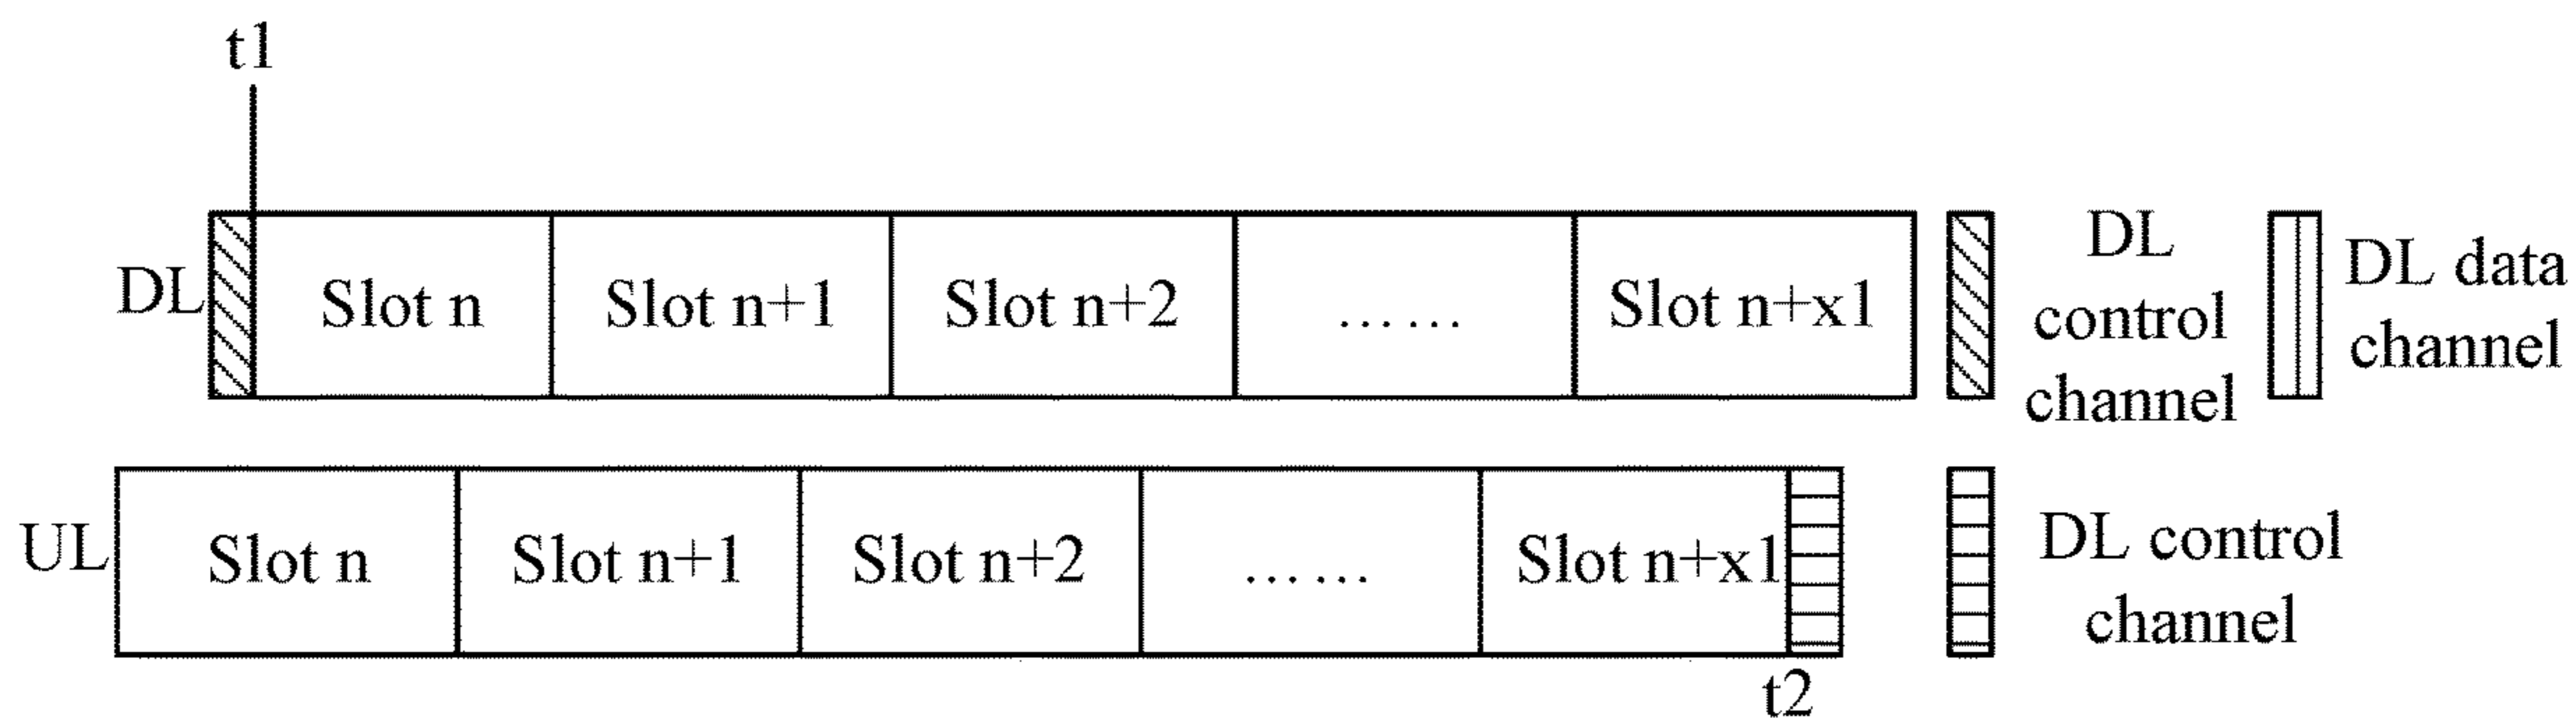 t1
DL
Slot n
Slot n+1
Slot n+2
……
Slot n+x1
DL
control
channel
DL data
channel
UL
Slot n
Slot n+1
Slot n+2
……
Slot n+x1
DL control
channel
t2